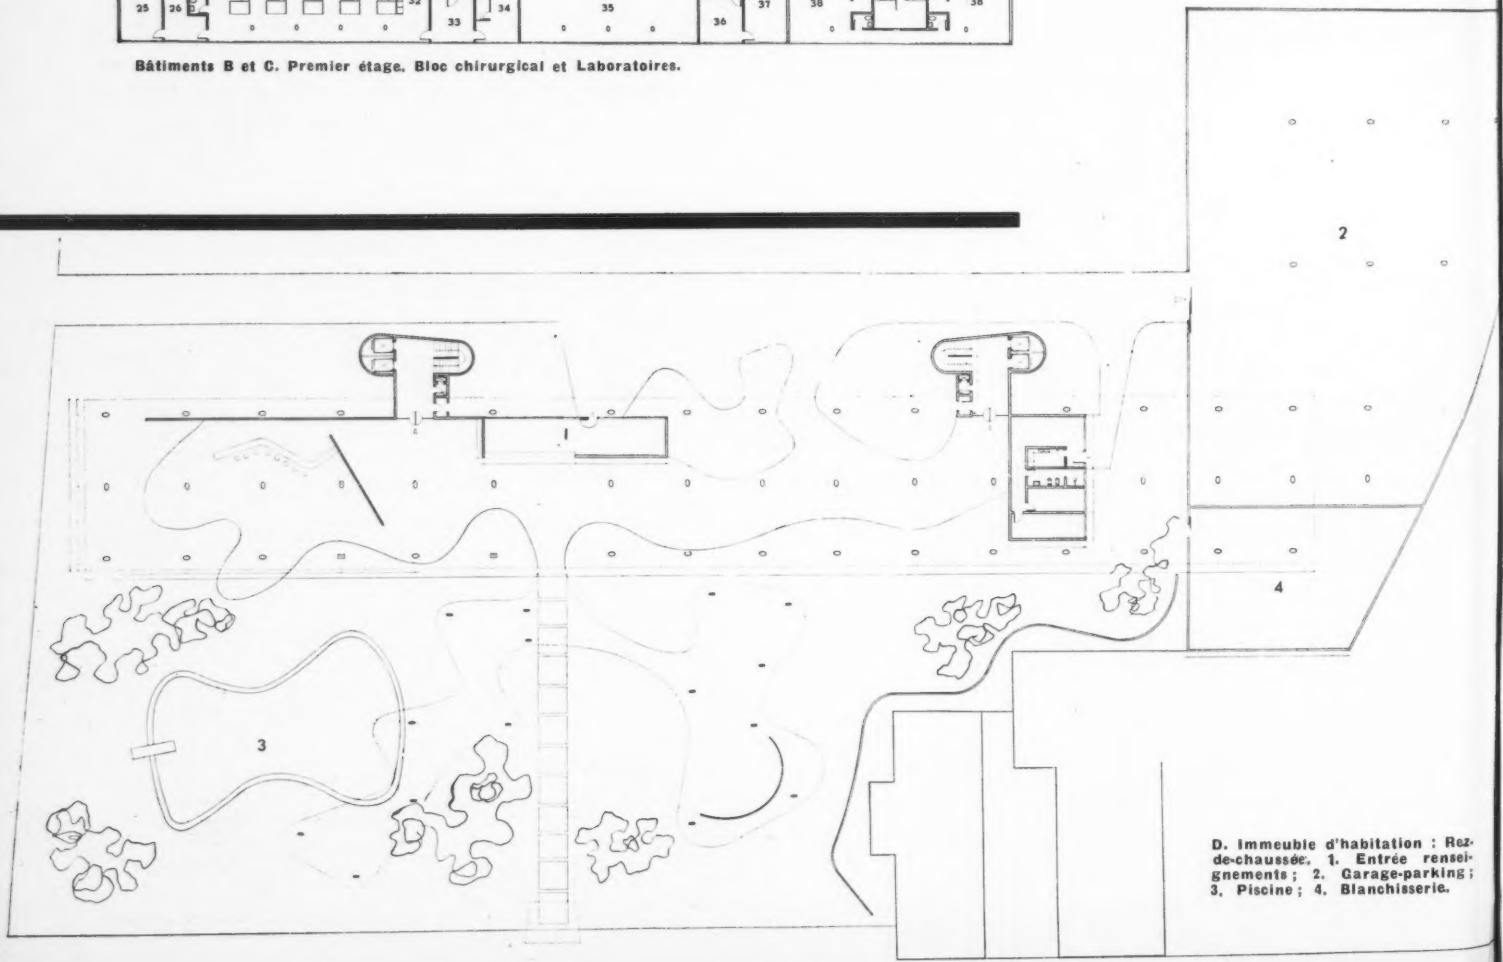 25 26 32 33 34 35 36 37 38 38
Bâtiments B et C. Premier étage. Bloc chirurgical et Laboratoires.
2
1
4
3
D. Immeuble d'habitation : Rez-
de-chaussée. 1. Entrée rensei-
gnements ; 2. Garage-parking ;
3. Piscine ; 4. Blanchisserie.